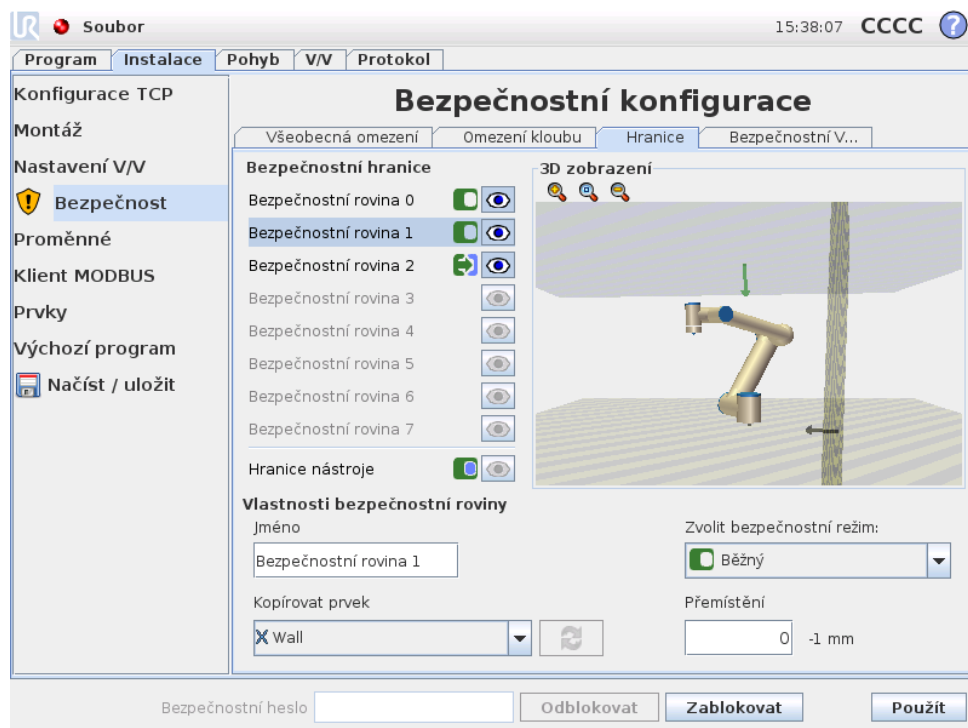 UR Soubor 15:38:07 CCCC ?
Program Instalace Pohyb V/V Protokol
Konfigurace TCP
Montáž
Nastavení V/V
Bezpečnost
Proměnné
Klient MODBUS
Prvky
Výchozí program
Načíst / uložit
Bezpečnostní konfigurace
Všeobecná omezení Omezení kloubu Hranice Bezpečnostní V...
Bezpečnostní hranice
Bezpečnostní rovina 0
Bezpečnostní rovina 1
Bezpečnostní rovina 2
Bezpečnostní rovina 3
Bezpečnostní rovina 4
Bezpečnostní rovina 5
Bezpečnostní rovina 6
Bezpečnostní rovina 7
Hranice nástroje
3D zobrazení
Vlastnosti bezpečnostní roviny
Jméno
Bezpečnostní rovina 1
Zvolit bezpečnostní režim:
Běžný
Kopírovat prvek
Wall
Přemístění
0 -1 mm
Bezpečnostní heslo Odblokovat Zablokovat Použít